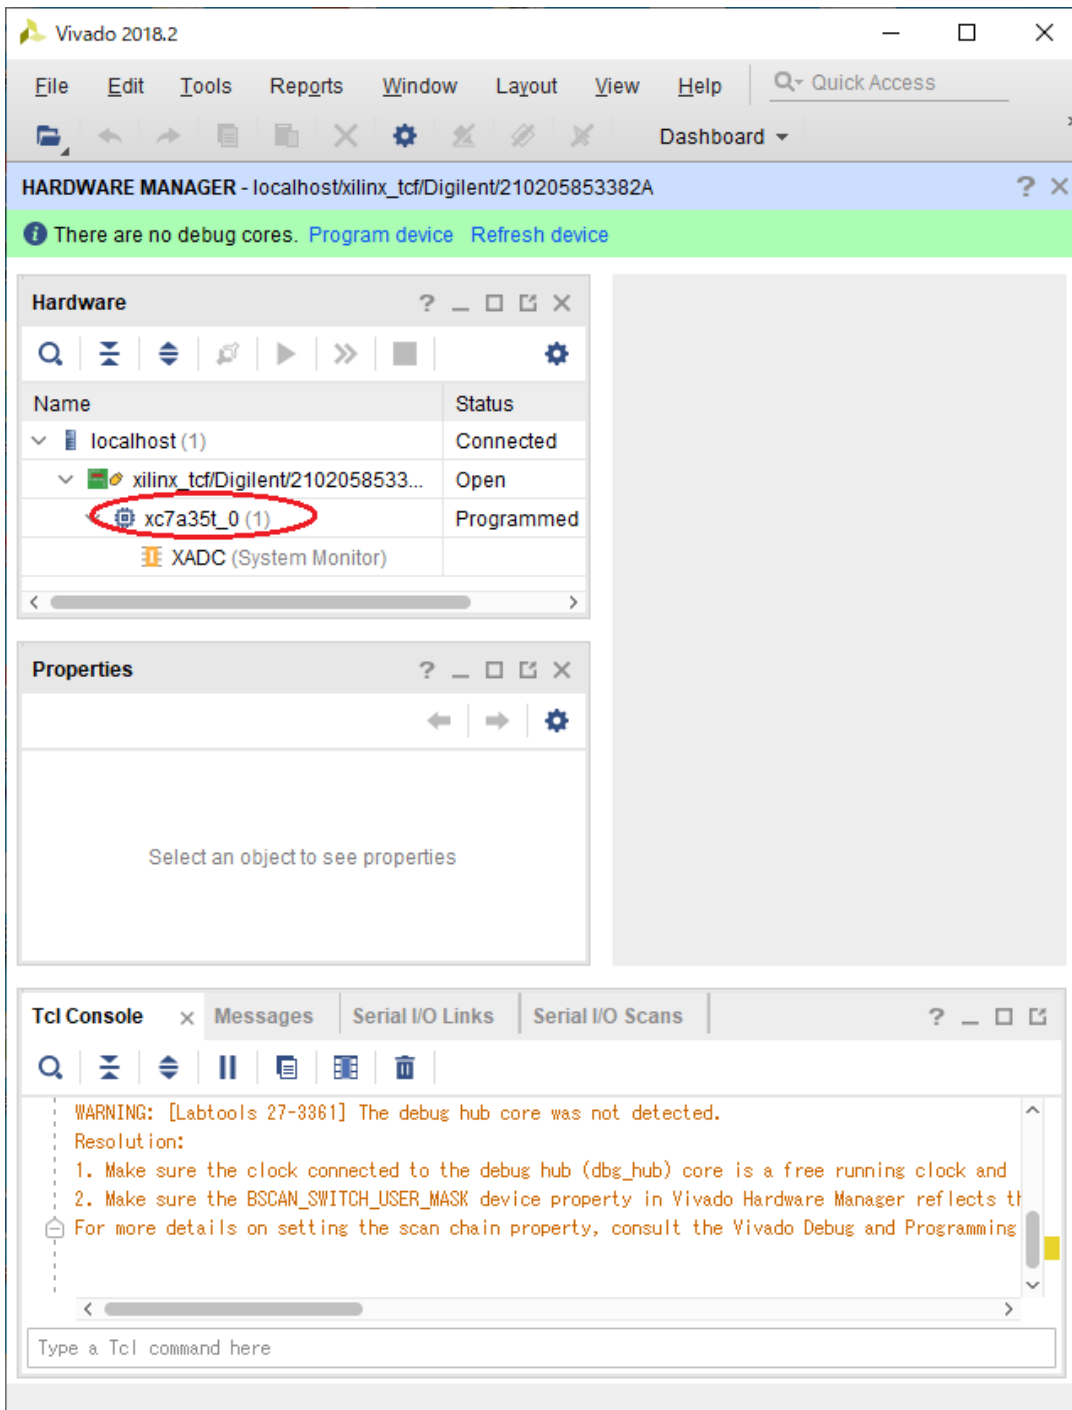 Vivado 2018.2
File Edit Tools Reports Window Layout View Help Quick Access
Dashboard
HARDWARE MANAGER - localhost/xilinx_tcf/Digilent/210205853382A
There are no debug cores. Program device Refresh device
Hardware
Name Status
localhost (1) Connected
xilinx_tcf/Digilent/2102058533... Open
xc7a35t_0 (1) Programmed
XADC (System Monitor)
Properties
Select an object to see properties
Tcl Console Messages Serial I/O Links Serial I/O Scans
WARNING: [Labtools 27-3361] The debug hub core was not detected.
Resolution:
1. Make sure the clock connected to the debug hub (dbg_hub) core is a free running clock and
2. Make sure the BSCAN_SWITCH_USER_MASK device property in Vivado Hardware Manager reflects th
For more details on setting the scan chain property, consult the Vivado Debug and Programming
Type a Tcl command here